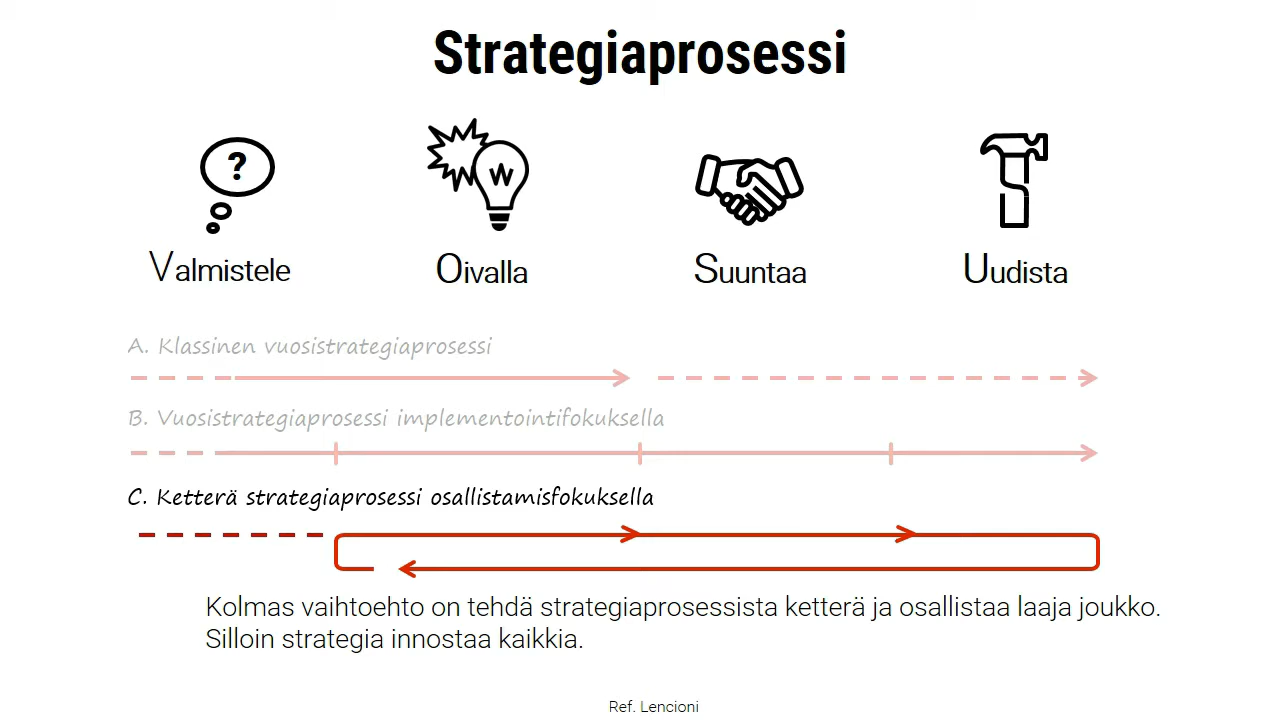 Strategiaprosessi
?
W
Valmistele
Oivalla
Suuntaa
Uudista
A. Klassinen vuosistrategiaprosessi
B. Vuosistrategiaprosessi implementointifokuksella
C. Ketterä strategiaprosessi osallistamisfokuksella
Kolmas vaihtoehto on tehdä strategiaprosessista ketterä ja osallistaa laaja joukko.
Silloin strategia innostaa kaikkia.
Ref. Lencioni